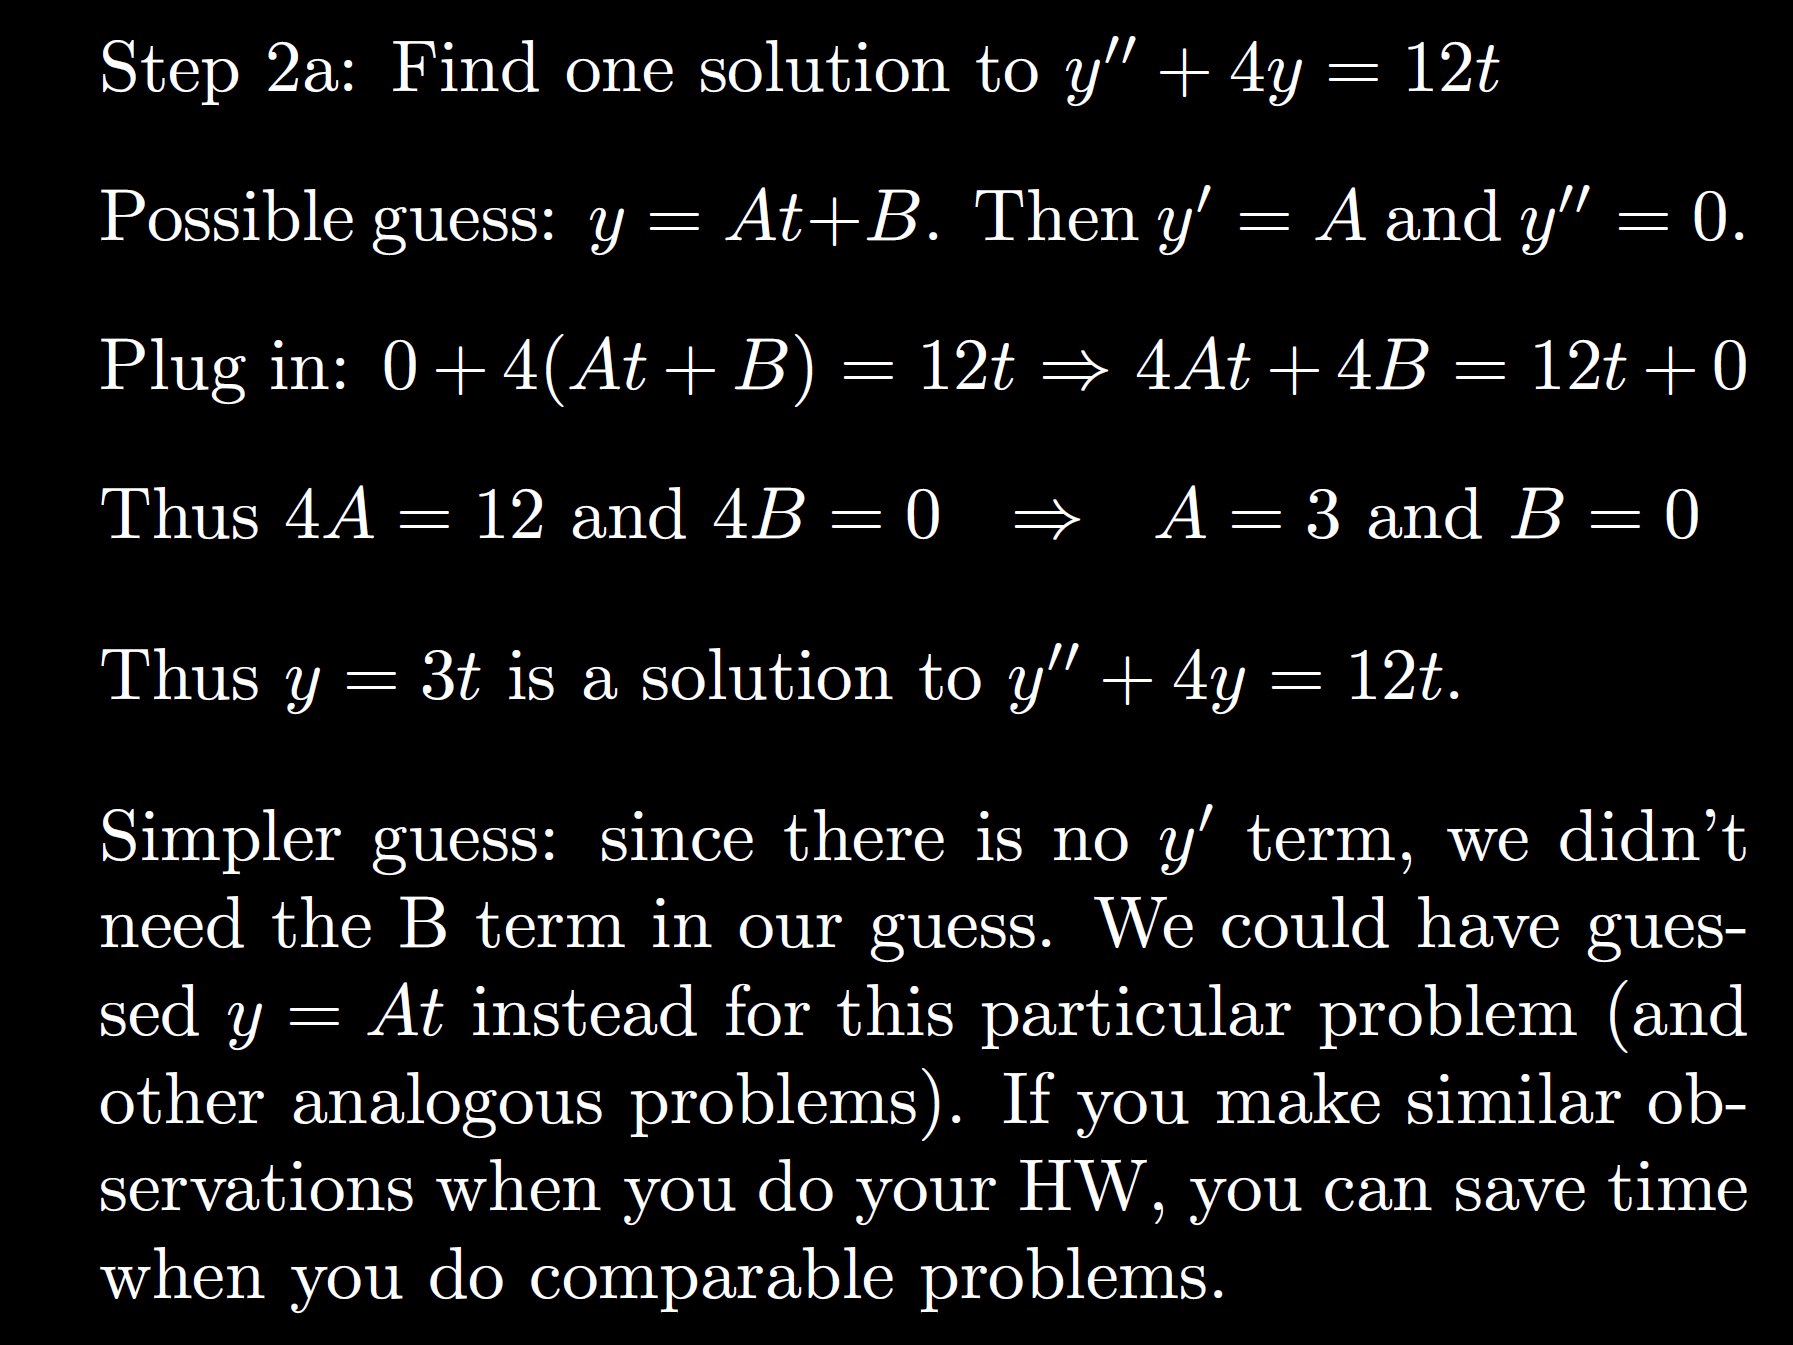 Step 2a: Find one solution to y′′ + 4y = 12t
Possible guess: y = At+B. Then y′ = A and y′′ = 0.
Plug in: 0 + 4(At + B) = 12t ⇒ 4At + 4B = 12t + 0
Thus 4A = 12 and 4B = 0 ⇒ A = 3 and B = 0
Thus y = 3t is a solution to y′′ + 4y = 12t.
Simpler guess: since there is no y′ term, we didn’t
need the B term in our guess. We could have gues-
sed y = At instead for this particular problem (and
other analogous problems). If you make similar ob-
servations when you do your HW, you can save time
when you do comparable problems.